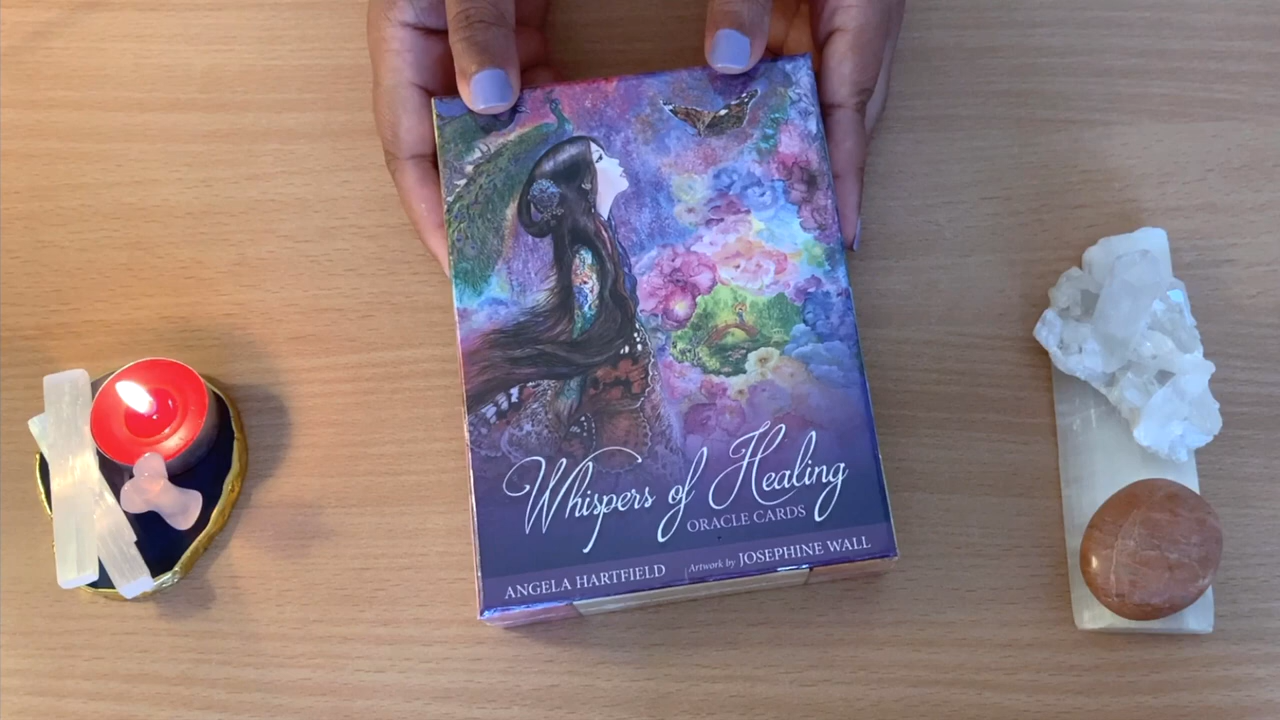 Whispers of Healing
ORACLE CARDS
ANGELA HARTFIELD
Artwork by JOSEPHINE WALL